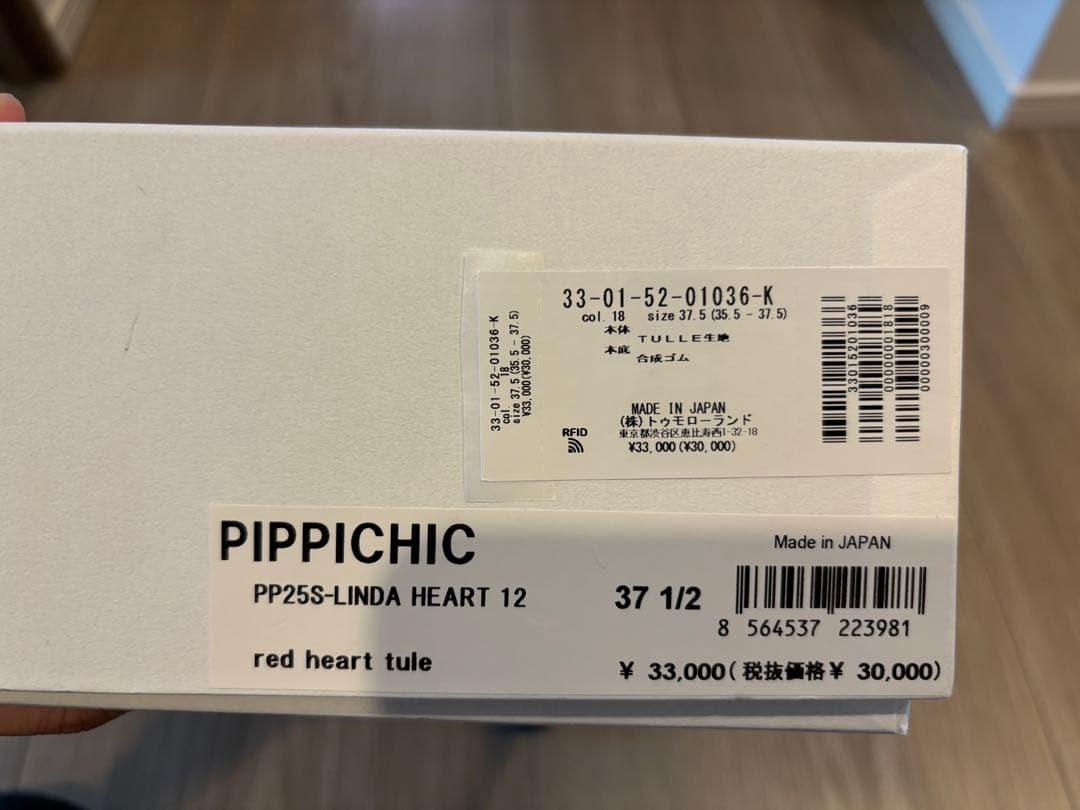 33-01-52-01036-K
col. 18 size 37.5 (35.5 - 37.5)
本体 TULLE生地
本底 合成ゴム
MADE IN JAPAN
(株)トゥモローランド
東京都渋谷区恵比寿西1-32-18
RFID
¥33,000(¥30,000)
33-01-52-01036-K
col. 18
size 37.5 (35.5 - 37.5)
¥33,000(¥30,000)
33015201036
0000000001818
0000000300009
PIPPICHIC
Made in JAPAN
PP25S-LINDA HEART 12 37 1/2
8 564537 223981
red heart tule
¥ 33,000(税抜価格¥ 30,000)